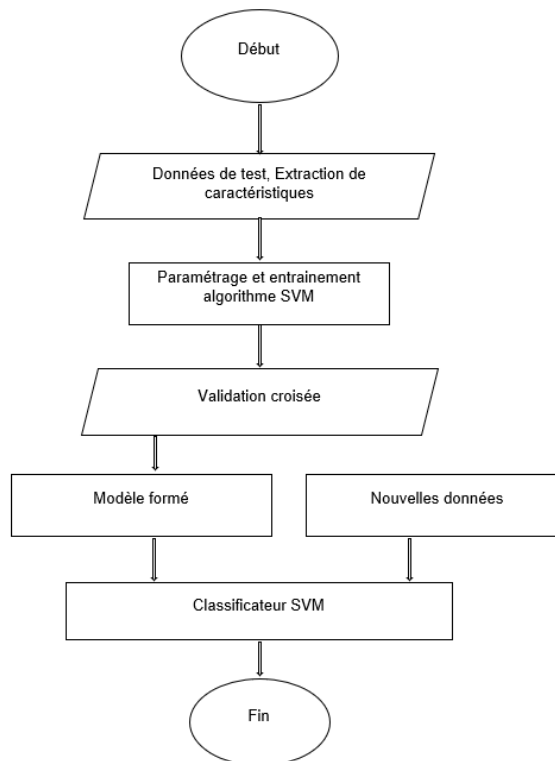 Début
Données de test, Extraction de
caractéristiques
Paramétrage et entrainement
algorithme SVM
Validation croisée
Modèle formé
Nouvelles données
Classificateur SVM
Fin